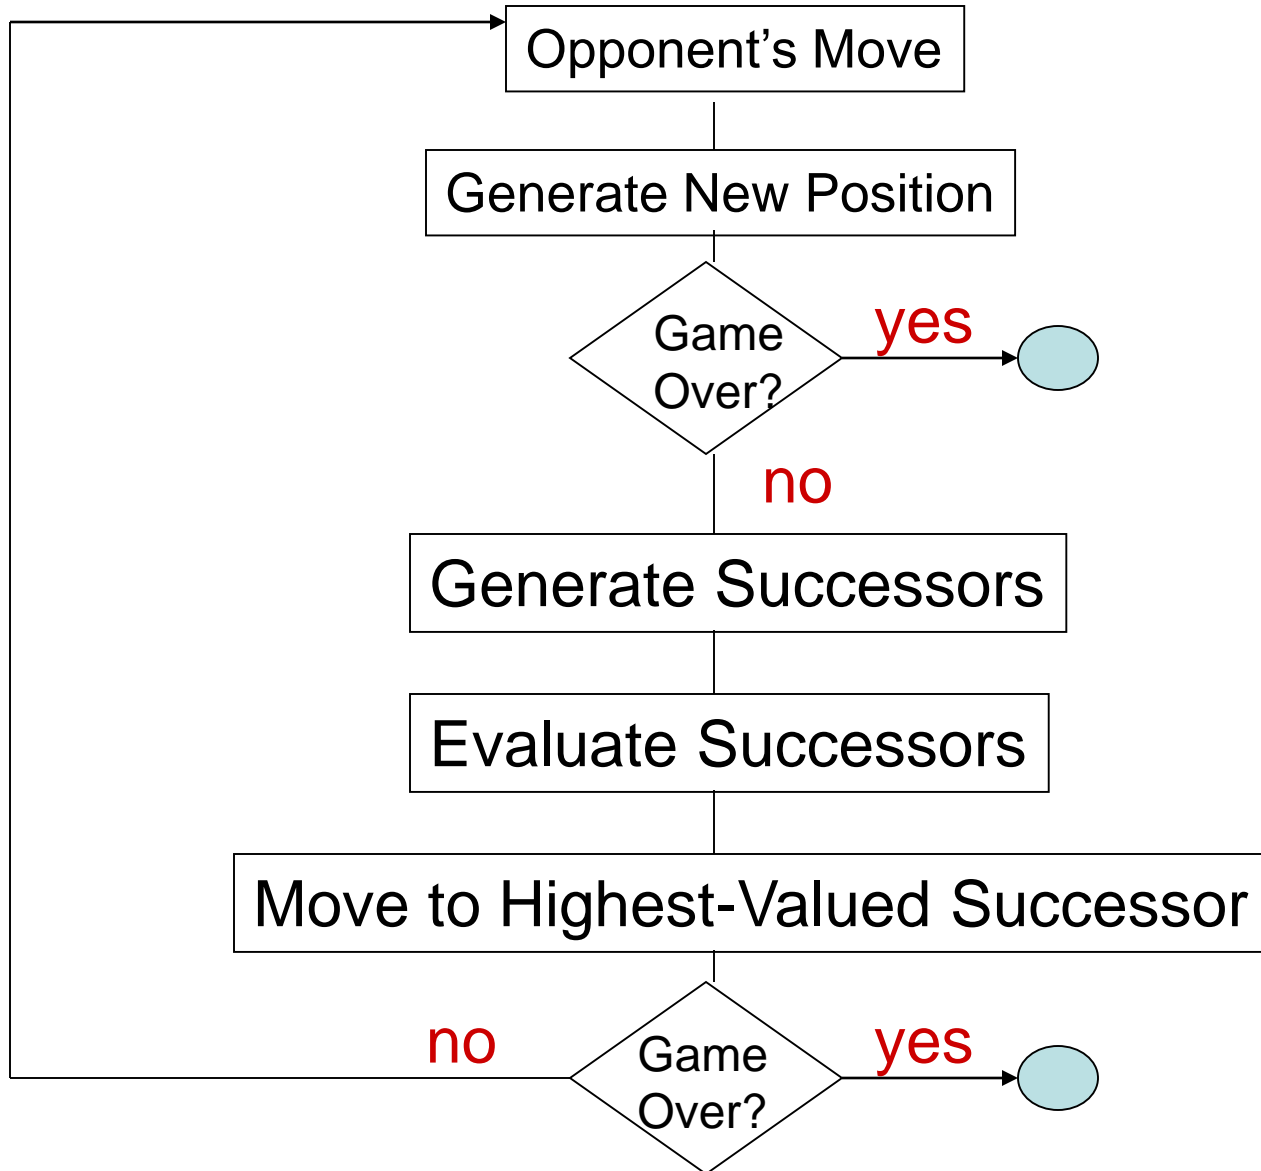 Opponent’s Move
Generate New Position
Game
Over?
yes
no
Generate Successors
Evaluate Successors
Move to Highest-Valued Successor
no
Game
Over?
yes